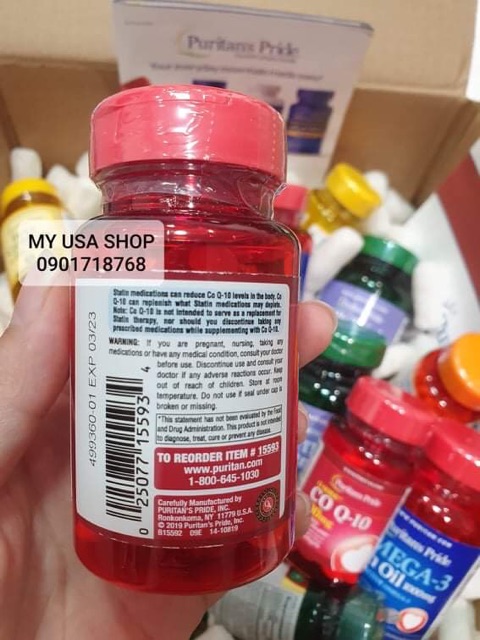 Puritan's Pride
MY USA SHOP
0901718768
Statin medications can reduce Co Q-10 levels in the body, Co
Q-10 can replenish what Statin medications may deplete.
Note: Co Q-10 is not intended to serve as a replacement for
Statin therapy, nor should you discontinue taking any
prescribed medications while supplementing with Co Q-10.
WARNING: If you are pregnant, nursing, taking any
medications or have any medical condition, consult your doctor
before use. Discontinue use and consult your
doctor if any adverse reactions occur. Keep
out of reach of children. Store at room
temperature. Do not use if seal under cap is
broken or missing.
*This statement has not been evaluated by the Food
and Drug Administration. This product is not intended
to diagnose, treat, cure or prevent any disease.
499360-01 EXP 03/23
0 25077 15593 4
TO REORDER ITEM # 15593
www.puritan.com
1-800-645-1030
Carefully Manufactured by
PURITAN'S PRIDE, INC.
Ronkonkoma, NY 11779 U.S.A.
© 2019 Puritan's Pride, Inc.
B15592 09E 14-10819
Puritan's Pride
CO Q-10
Puritan's Pride
OMEGA-3
Oil